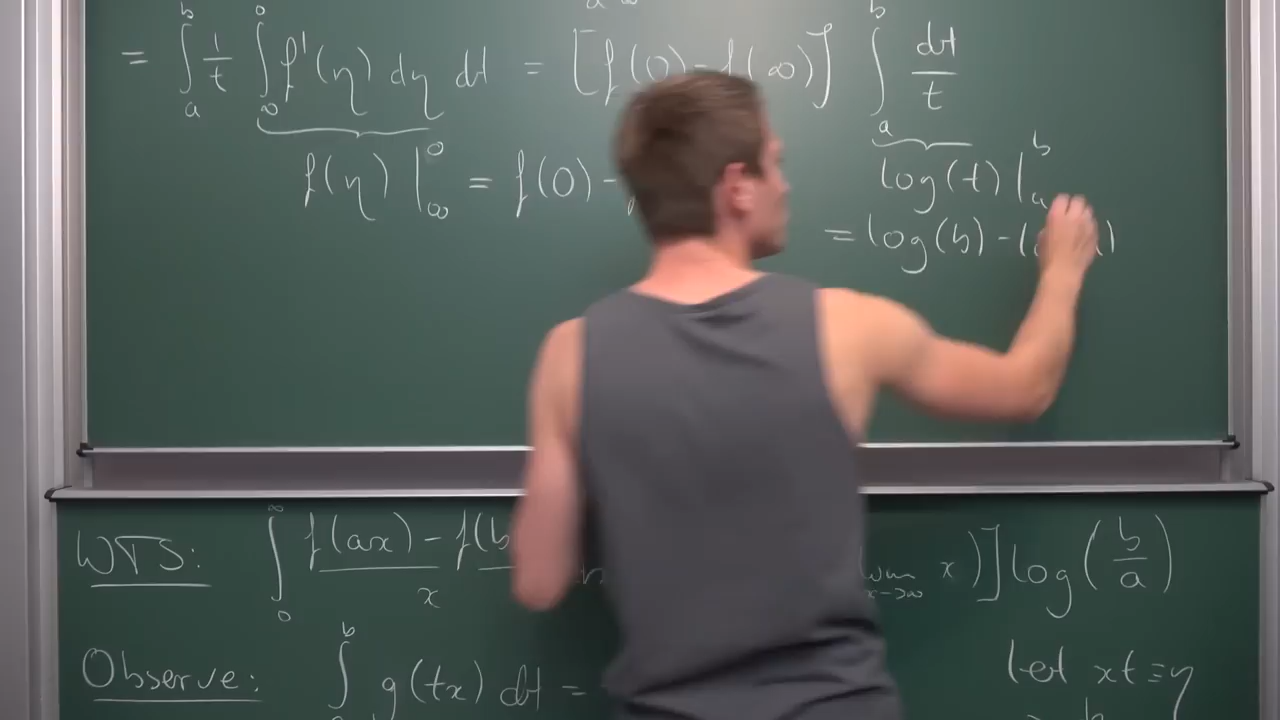 = ∫_a^b 1/t ∫_∞^0 f'(η) dη dt = [f(0) - f(∞)] ∫_a^b dt/t
f(η) |_∞^0 = f(0) - log(t) |_a^b
= log(b) -
WTS: ∫_0^∞ f(ax) - f(b / x lim x->∞ x)] log(b/a)
Observe: ∫^b g(tx) dt = let xt = η